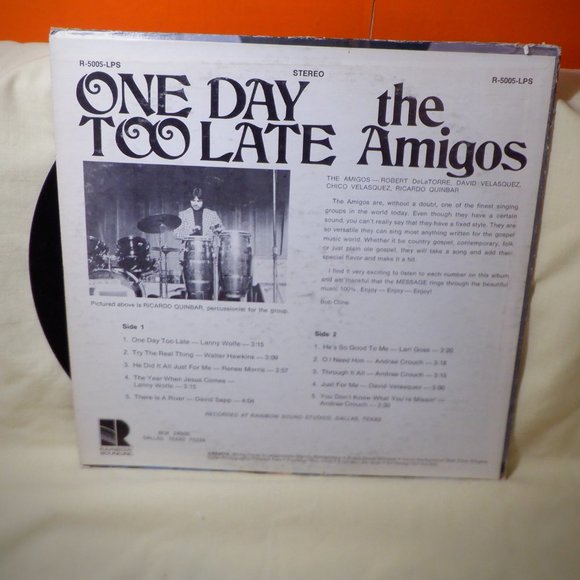 R-5005-LPS
STEREO
R-5005-LPS
ONE DAY
TOO LATE
the
Amigos
THE AMIGOS — ROBERT DeLaTORRE, DAVID VELASQUEZ,
CHICO VELASQUEZ, RICARDO QUINBAR
The Amigos are, without a doubt, one of the finest singing
groups in the world today. Even though they have a certain
sound, you can't really say that they have a fixed style. They are
so versatile they can sing most anything written for the gospel
music world. Whether it be country gospel, contemporary, folk
or just plain ole gospel, they will take a song and add their
special flavor and make it a hit.
I find it very exciting to listen to each number on this album
and am thankful that the MESSAGE rings through the beautiful
music 100%. Enjoy — Enjoy — Enjoy!
Bob Cline
Pictured above is RICARDO QUINBAR, percussionist for the group.
Side 1
1. One Day Too Late — Lanny Wolfe — 3:15
2. Try The Real Thing — Walter Hawkins — 3:09
3. He Did It All Just For Me — Renee Morris — 3:57
4. The Year When Jesus Comes —
Lanny Wolfe — 3:15
5. There Is A River — David Sapp — 4:04
Side 2
1. He's So Good To Me — Lari Goss — 3:00
2. O I Need Him — Andrae Crouch — 3:18
3. Through It All — Andrae Crouch — 3:15
4. Just For Me — David Velasquez — 3:00
5. You Don't Know What You're Missin' —
Andrae Crouch — 3:00
RECORDED AT RAINBOW SOUND STUDIOS, DALLAS, TEXAS
R
RAINBOW
SOUND INC.
BOX
DALLAS, TEXAS